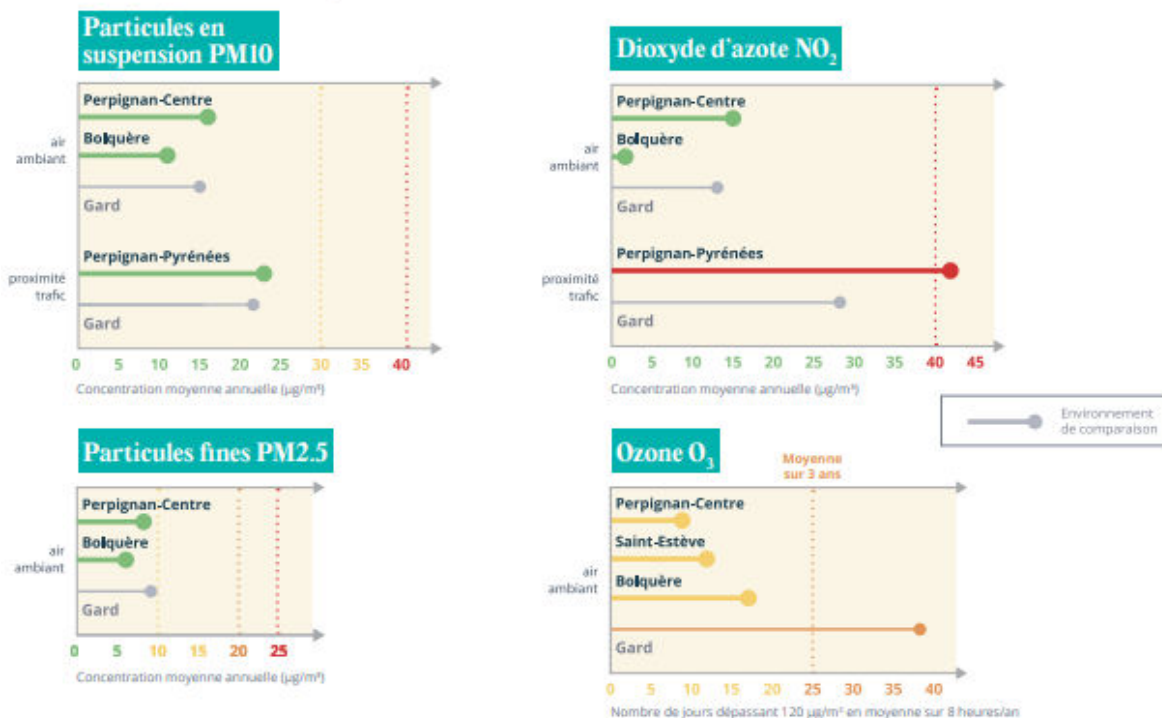 Particules en
suspension PM10
Perpignan-Centre
Bolquère
air
ambiant
Gard
Perpignan-Pyrénées
proximité
trafic
Gard
0 5 10 15 20 25 30 35 40
Concentration moyenne annuelle (µg/m³)
Dioxyde d'azote NO₂
Perpignan-Centre
Bolquère
air
ambiant
Gard
Perpignan-Pyrénées
proximité
trafic
Gard
0 5 10 15 20 25 30 35 40 45
Concentration moyenne annuelle (µg/m³)
Environnement
de comparaison
Particules fines PM2.5
Perpignan-Centre
Bolquère
air
ambiant
Gard
0 5 10 15 20 25
Concentration moyenne annuelle (µg/m³)
Ozone O₃
Moyenne
sur 3 ans
Perpignan-Centre
Saint-Estève
Bolquère
air
ambiant
Gard
0 5 10 15 20 25 30 35 40
Nombre de jours dépassant 120 µg/m³ en moyenne sur 8 heures/an